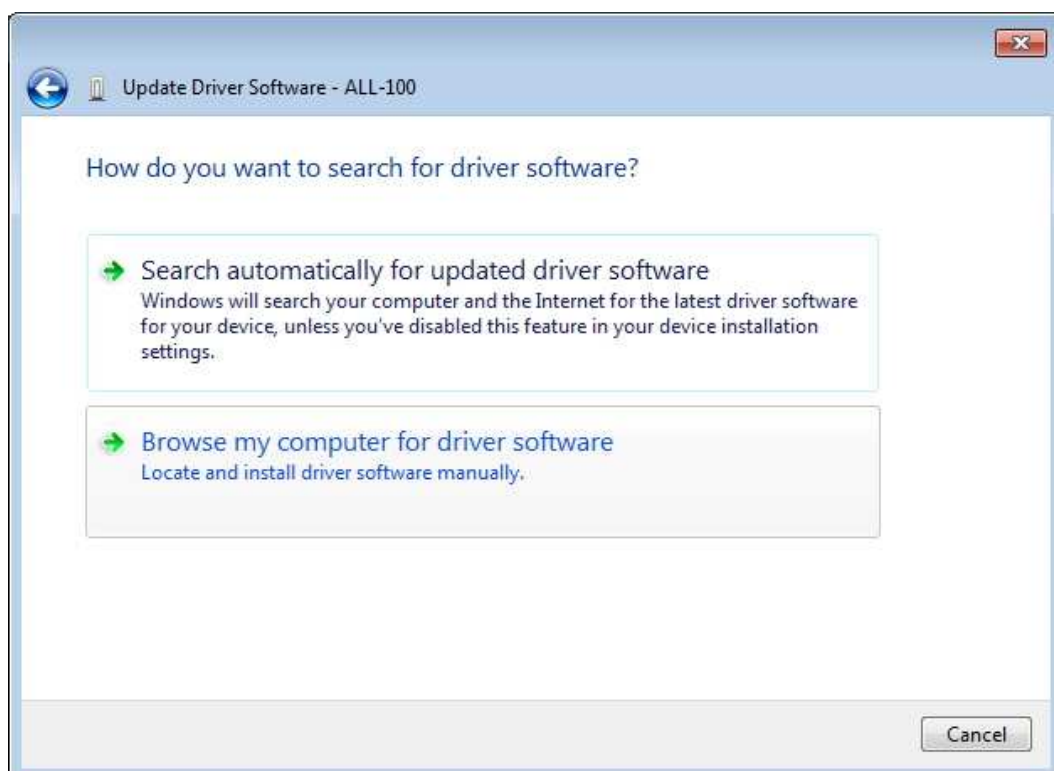 Update Driver Software - ALL-100
How do you want to search for driver software?
Search automatically for updated driver software
Windows will search your computer and the Internet for the latest driver software
for your device, unless you've disabled this feature in your device installation
settings.
Browse my computer for driver software
Locate and install driver software manually.
Cancel